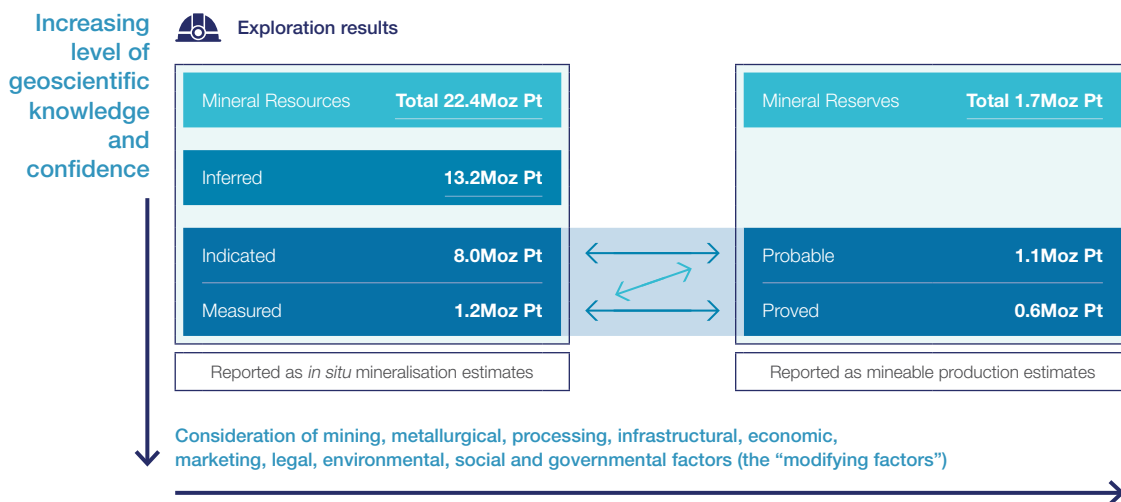 Increasing
level of
geoscientific
knowledge
and
confidence
Exploration results
Mineral Resources Total 22.4Moz Pt
Inferred 13.2Moz Pt
Indicated 8.0Moz Pt
Measured 1.2Moz Pt
Reported as in situ mineralisation estimates
Mineral Reserves Total 1.7Moz Pt
Probable 1.1Moz Pt
Proved 0.6Moz Pt
Reported as mineable production estimates
Consideration of mining, metallurgical, processing, infrastructural, economic,
marketing, legal, environmental, social and governmental factors (the “modifying factors”)